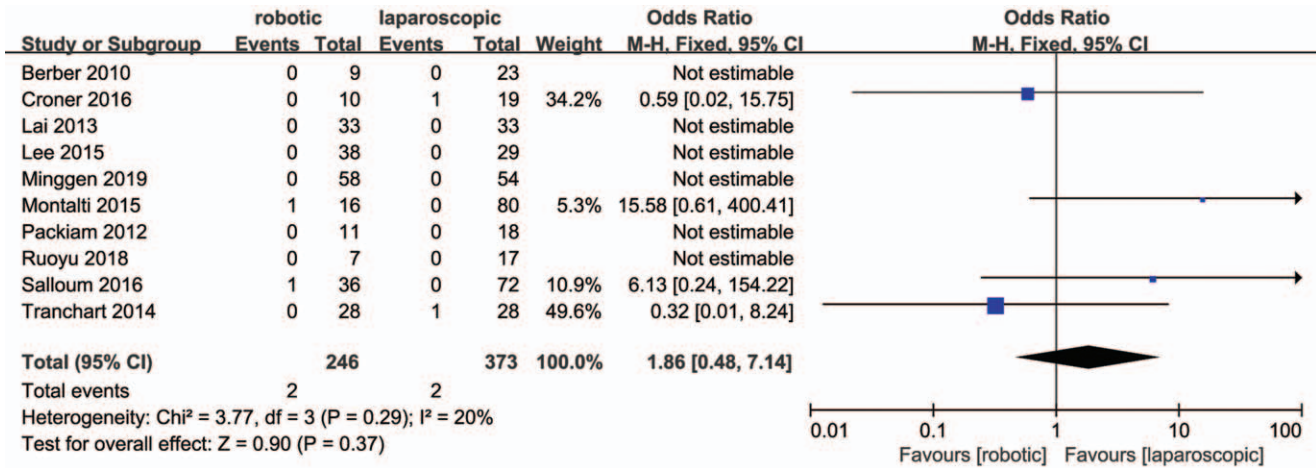 robotic laparoscopic Odds Ratio Odds Ratio
Study or Subgroup Events Total Events Total Weight M-H, Fixed, 95% CI M-H, Fixed, 95% CI
Berber 2010 0 9 0 23 Not estimable
Croner 2016 0 10 1 19 34.2% 0.59 [0.02, 15.75]
Lai 2013 0 33 0 33 Not estimable
Lee 2015 0 38 0 29 Not estimable
Minggen 2019 0 58 0 54 Not estimable
Montalti 2015 1 16 0 80 5.3% 15.58 [0.61, 400.41]
Packiam 2012 0 11 0 18 Not estimable
Ruoyu 2018 0 7 0 17 Not estimable
Salloum 2016 1 36 0 72 10.9% 6.13 [0.24, 154.22]
Tranchart 2014 0 28 1 28 49.6% 0.32 [0.01, 8.24]
Total (95% CI) 246 373 100.0% 1.86 [0.48, 7.14]
Total events 2 2
Heterogeneity: Chi² = 3.77, df = 3 (P = 0.29); I² = 20%
Test for overall effect: Z = 0.90 (P = 0.37)
0.01 0.1 1 10 100
Favours [robotic] Favours [laparoscopic]